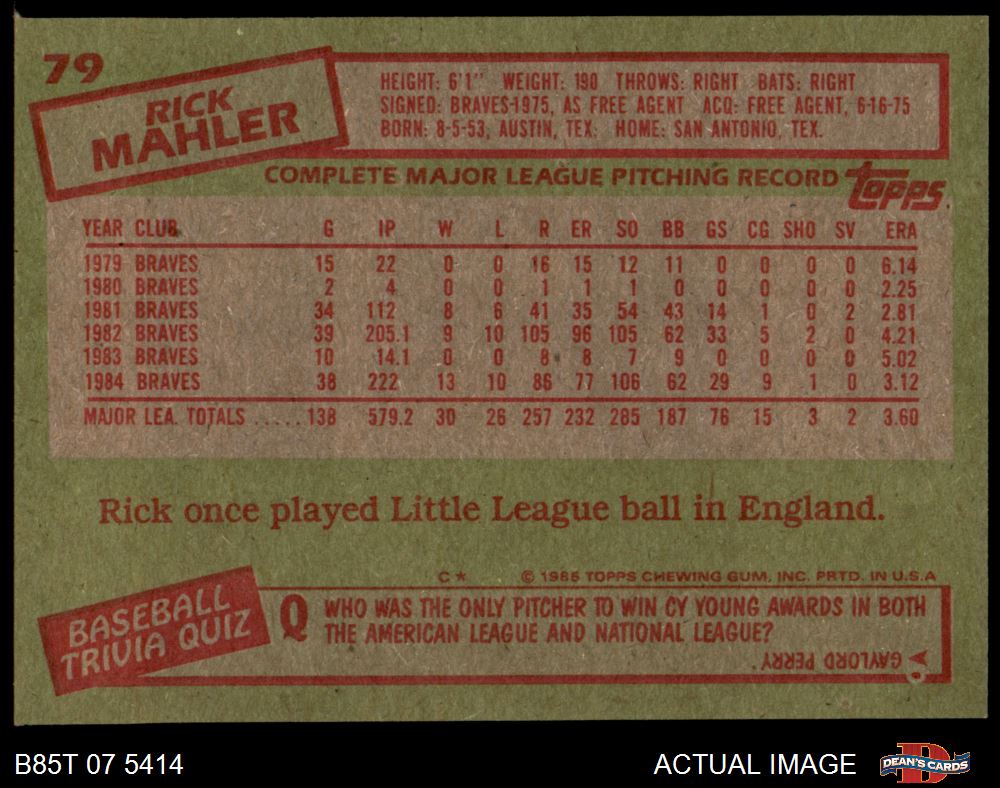 79
RICK
MAHLER
HEIGHT: 6'1" WEIGHT: 190 THROWS: RIGHT BATS: RIGHT
SIGNED: BRAVES-1975, AS FREE AGENT ACQ: FREE AGENT, 6-16-75
BORN: 8-5-53, AUSTIN, TEX. HOME: SAN ANTONIO, TEX.
COMPLETE MAJOR LEAGUE PITCHING RECORD topps
YEAR CLUB G IP W L R ER SO BB GS CG SHO SV ERA
1979 BRAVES 15 22 0 0 16 15 12 11 0 0 0 0 6.14
1980 BRAVES 2 4 0 0 1 1 1 0 0 0 0 0 2.25
1981 BRAVES 34 112 8 6 41 35 54 43 14 1 0 2 2.81
1982 BRAVES 39 205.1 9 10 105 96 105 62 33 5 2 0 4.21
1983 BRAVES 10 14.1 0 0 8 8 7 9 0 0 0 0 5.02
1984 BRAVES 38 222 13 10 86 77 106 62 29 9 1 0 3.12
MAJOR LEA. TOTALS ..... 138 579.2 30 26 257 232 285 187 76 15 3 2 3.60
Rick once played Little League ball in England.
C* © 1985 TOPPS CHEWING GUM, INC. PRTD. IN U.S.A
BASEBALL
TRIVIA QUIZ
Q WHO WAS THE ONLY PITCHER TO WIN CY YOUNG AWARDS IN BOTH
THE AMERICAN LEAGUE AND NATIONAL LEAGUE?
A GAYLORD PERRY.
B85T 07 5414
ACTUAL IMAGE
D
DEAN'S CARDS